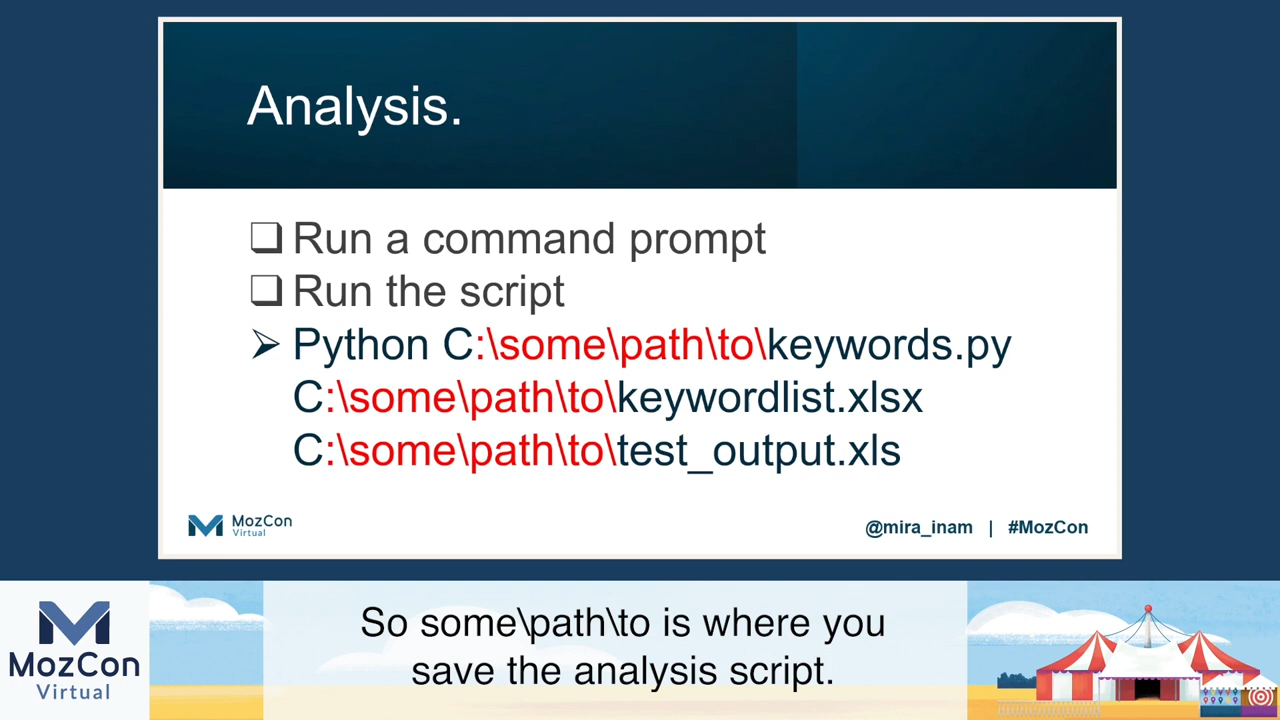 Analysis.
❑ Run a command prompt
❑ Run the script
➢ Python C:\some\path\to\keywords.py
C:\some\path\to\keywordlist.xlsx
C:\some\path\to\test_output.xls
MozCon
Virtual
@mira_inam | #MozCon
MozCon
Virtual
So some\path\to is where you
save the analysis script.